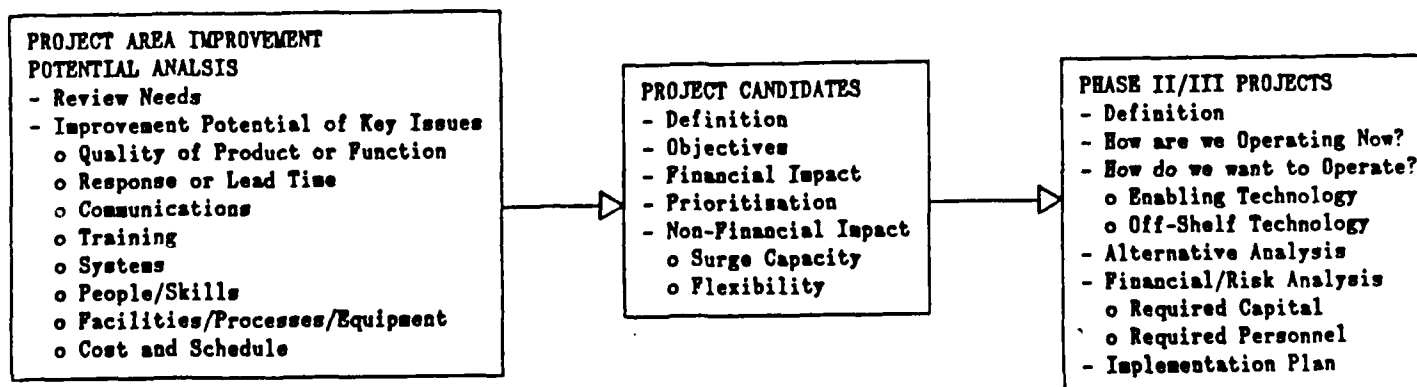 PROJECT AREA IMPROVEMENT
POTENTIAL ANALSIS
- Review Needs
- Improvement Potential of Key Issues
o Quality of Product or Function
o Response or Lead Time
o Communications
o Training
o Systems
o People/Skills
o Facilities/Processes/Equipment
o Cost and Schedule
PROJECT CANDIDATES
- Definition
- Objectives
- Financial Impact
- Prioritization
- Non-Financial Impact
o Surge Capacity
o Flexibility
PHASE II/III PROJECTS
- Definition
- How are we Operating Now?
- How do we want to Operate?
o Enabling Technology
o Off-Shelf Technology
- Alternative Analysis
- Financial/Risk Analysis
o Required Capital
o Required Personnel
- Implementation Plan